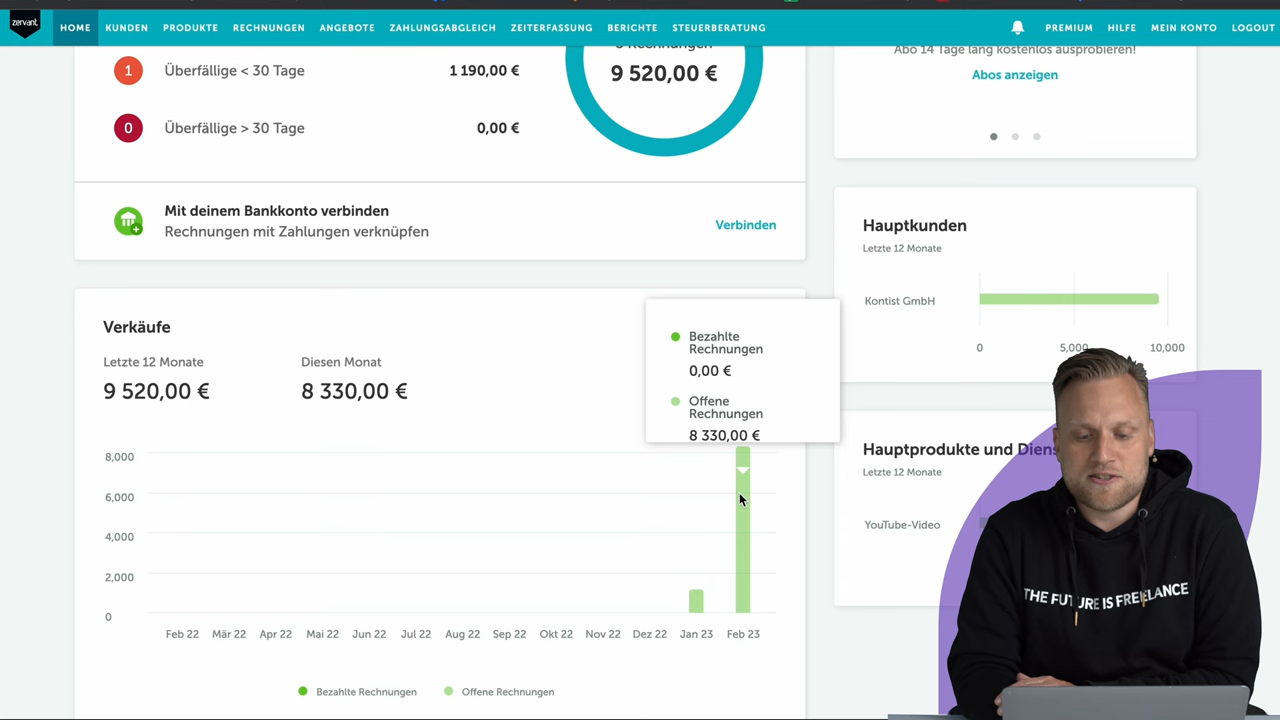 zervant
HOME
KUNDEN
PRODUKTE
RECHNUNGEN
ANGEBOTE
ZAHLUNGSABGLEICH
ZEITERFASSUNG
BERICHTE
STEUERBERATUNG
PREMIUM
HILFE
MEIN KONTO
LOGOUT
1 Überfällige < 30 Tage 1 190,00 €
0 Überfällige > 30 Tage 0,00 €
Rechnungen
9 520,00 €
Mit deinem Bankkonto verbinden
Rechnungen mit Zahlungen verknüpfen
Verbinden
Abo 14 Tage lang kostenlos ausprobieren!
Abos anzeigen
Verkäufe
Letzte 12 Monate
9 520,00 €
Diesen Monat
8 330,00 €
Bezahlte
Rechnungen
0,00 €
Offene
Rechnungen
8 330,00 €
8,000
6,000
4,000
2,000
0
Feb 22 Mär 22 Apr 22 Mai 22 Jun 22 Jul 22 Aug 22 Sep 22 Okt 22 Nov 22 Dez 22 Jan 23 Feb 23
Bezahlte Rechnungen
Offene Rechnungen
Hauptkunden
Letzte 12 Monate
Kontist GmbH
0 5,000 10,000
Hauptprodukte und Diens
Letzte 12 Monate
YouTube-Video
THE FUTURE IS FREELANCE